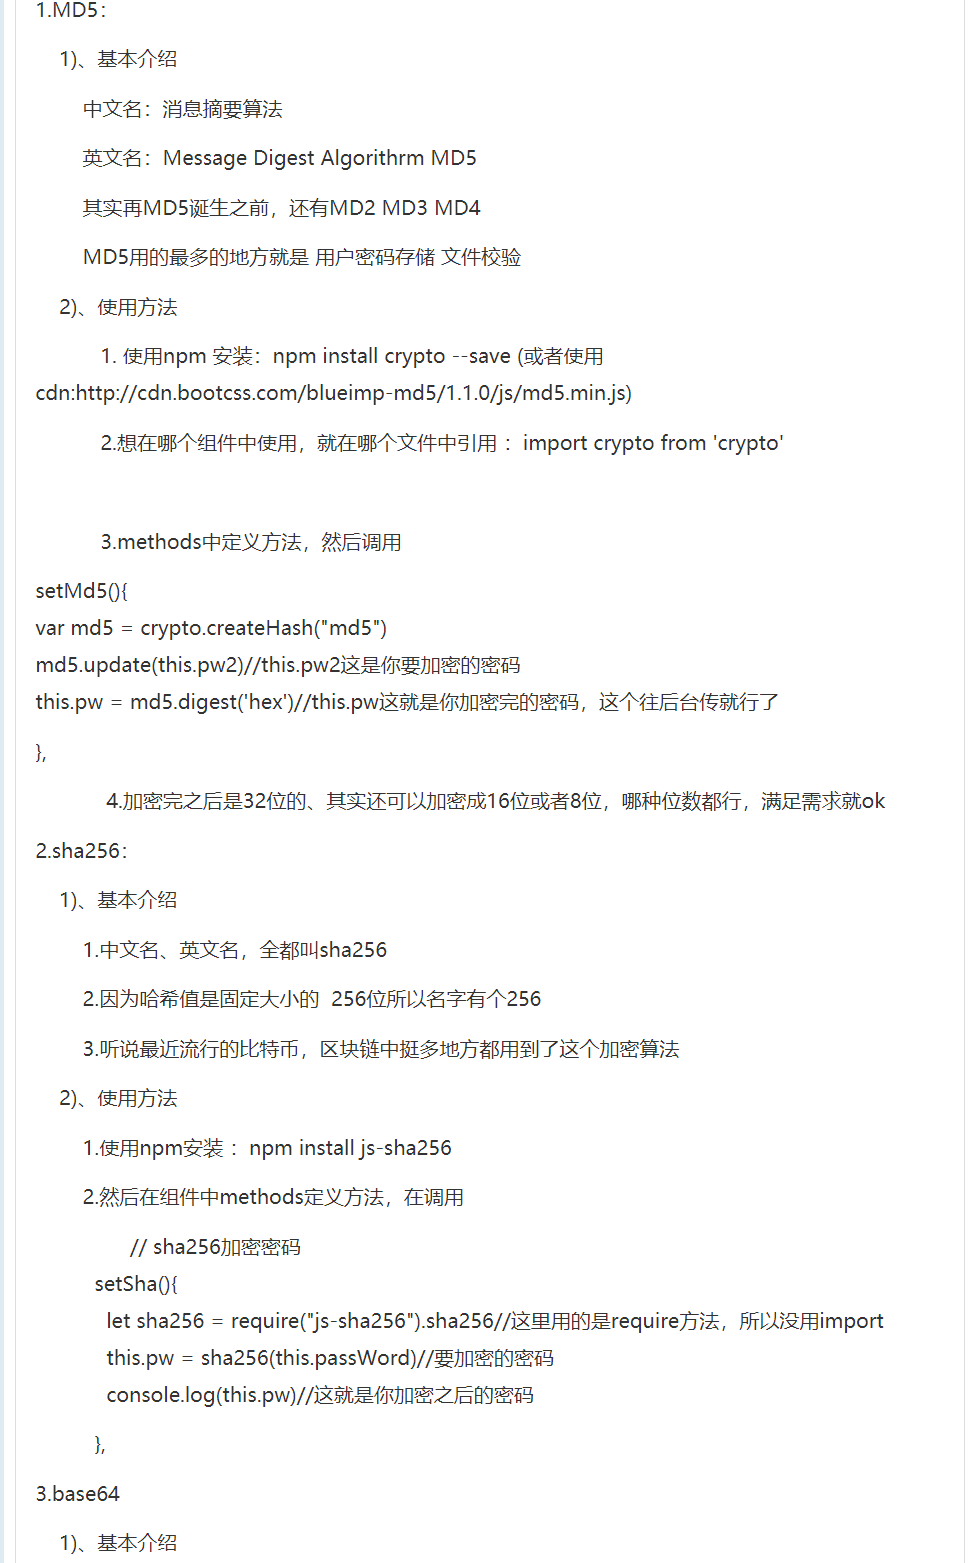 1.MD5：
1)、基本介绍
中文名：消息摘要算法
英文名：Message Digest Algorithrm MD5
其实再MD5诞生之前，还有MD2 MD3 MD4
MD5用的最多的地方就是 用户密码存储 文件校验
2)、使用方法
1. 使用npm 安装：npm install crypto --save (或者使用
cdn:http://cdn.bootcss.com/blueimp-md5/1.1.0/js/md5.min.js)
2.想在哪个组件中使用，就在哪个文件中引用 ：import crypto from 'crypto'
3.methods中定义方法，然后调用
setMd5(){
var md5 = crypto.createHash("md5")
md5.update(this.pw2)//this.pw2这是你要加密的密码
this.pw = md5.digest('hex')//this.pw这就是你加密完的密码，这个往后台传就行了
},
4.加密完之后是32位的、其实还可以加密成16位或者8位，哪种位数都行，满足需求就ok
2.sha256：
1)、基本介绍
1.中文名、英文名，全都叫sha256
2.因为哈希值是固定大小的  256位所以名字有个256
3.听说最近流行的比特币，区块链中挺多地方都用到了这个加密算法
2)、使用方法
1.使用npm安装 ：npm install js-sha256
2.然后在组件中methods定义方法，在调用
// sha256加密密码
setSha(){
let sha256 = require("js-sha256").sha256//这里用的是require方法，所以没用import
this.pw = sha256(this.passWord)//要加密的密码
console.log(this.pw)//这就是你加密之后的密码
},
3.base64
1)、基本介绍